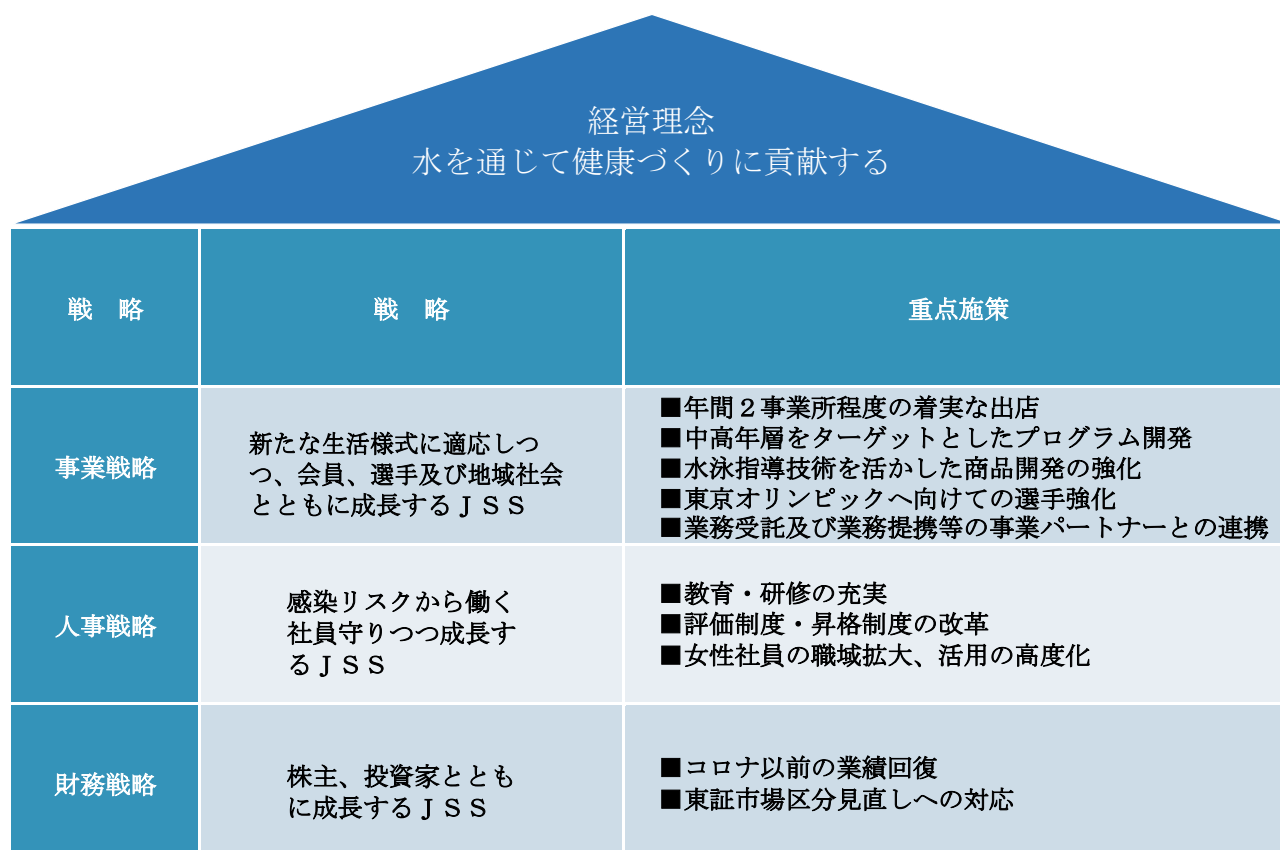 経営理念
水を通じて健康づくりに貢献する
戦　略
戦　略
重点施策
事業戦略
新たな生活様式に適応しつ
つ、会員、選手及び地域社会
とともに成長するＪＳＳ
■年間２事業所程度の着実な出店
■中高年層をターゲットとしたプログラム開発
■水泳指導技術を活かした商品開発の強化
■東京オリンピックへ向けての選手強化
■業務受託及び業務提携等の事業パートナーとの連携
人事戦略
感染リスクから働く
社員守りつつ成長す
るＪＳＳ
■教育・研修の充実
■評価制度・昇格制度の改革
■女性社員の職域拡大、活用の高度化
財務戦略
株主、投資家ととも
に成長するＪＳＳ
■コロナ以前の業績回復
■東証市場区分見直しへの対応